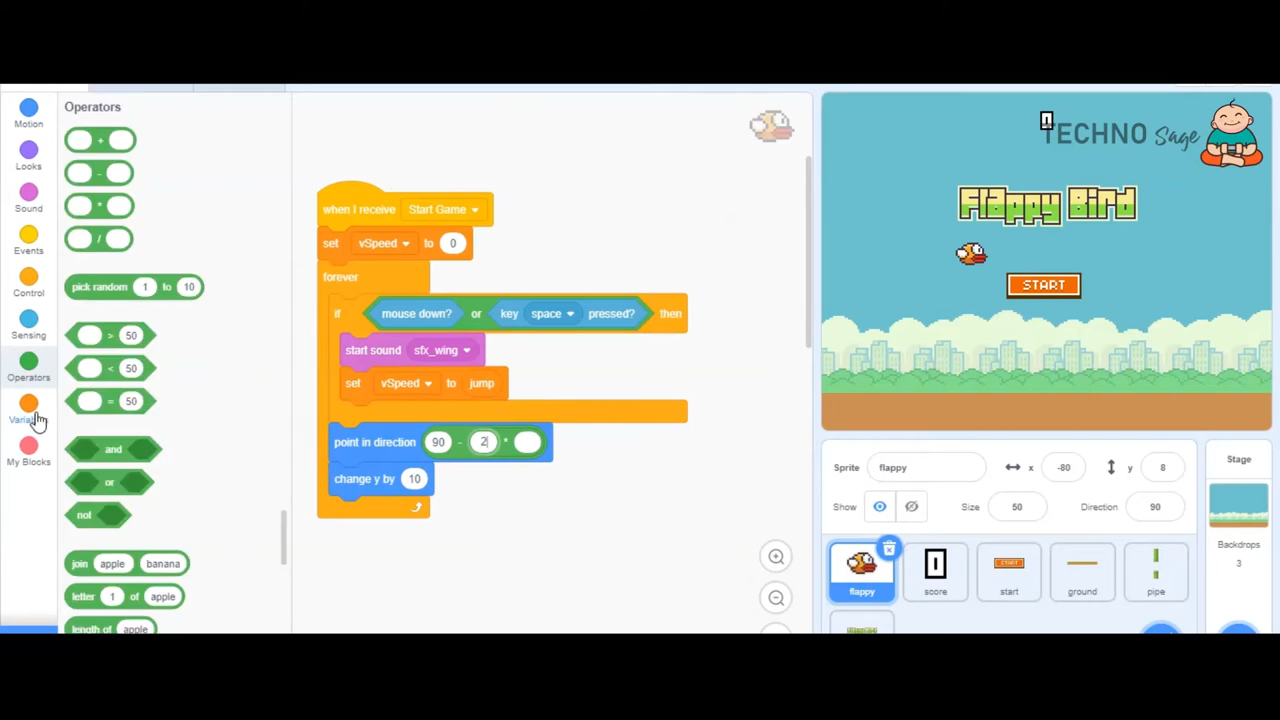 Motion
Looks
Sound
Events
Control
Sensing
Operators
Variab
My Blocks
Operators
+
-
*
/
pick random 1 to 10
> 50
< 50
= 50
and
or
not
join apple banana
letter 1 of apple
length of apple
when I receive Start Game
set vSpeed to 0
forever
if mouse down? or key space pressed? then
start sound sfx_wing
set vSpeed to jump
point in direction 90 - 2 *
change y by 10
0
TECHNO Sage
Flappy Bird
START
Sprite flappy x -80 y 8
Show Size 50 Direction 90
flappy
0
score
START
start
ground
pipe
Stage
Backdrops
3